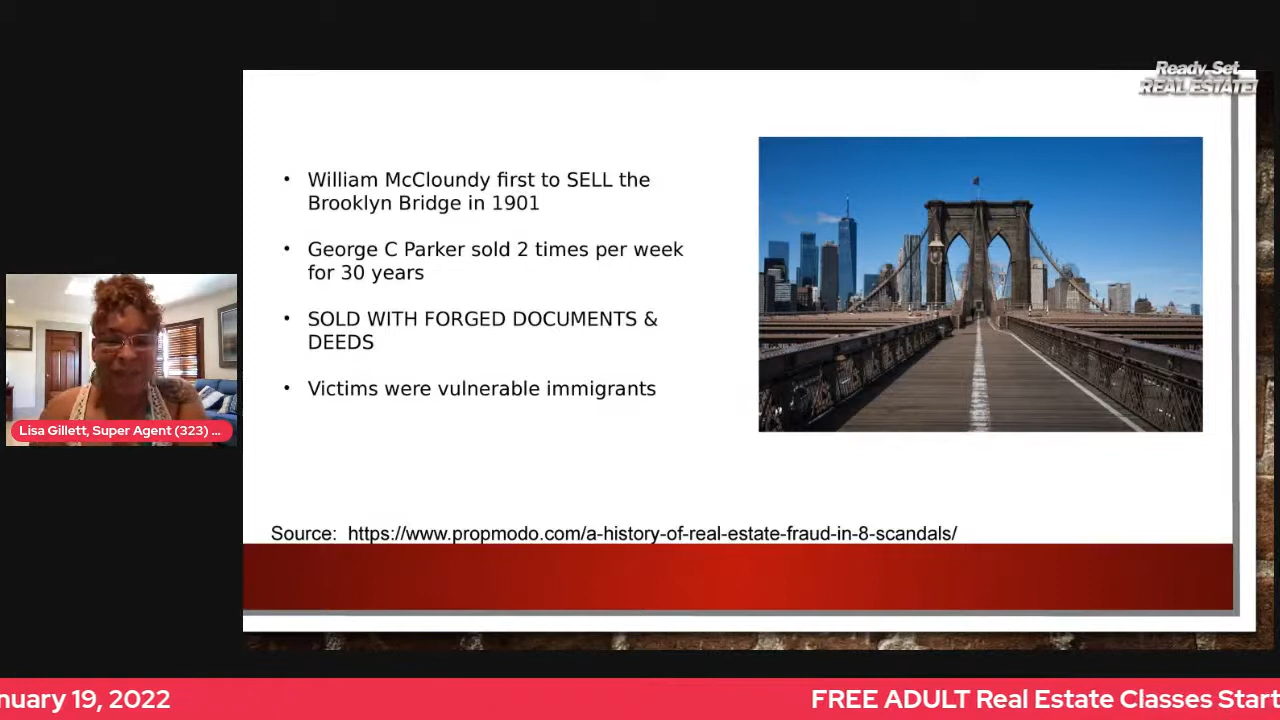 Ready, Set
REAL ESTATE!
• William McCloundy first to SELL the
Brooklyn Bridge in 1901
• George C Parker sold 2 times per week
for 30 years
• SOLD WITH FORGED DOCUMENTS &
DEEDS
• Victims were vulnerable immigrants
Lisa Gillett, Super Agent (323) ...
Source: https://www.propmodo.com/a-history-of-real-estate-fraud-in-8-scandals/
nuary 19, 2022 FREE ADULT Real Estate Classes Start